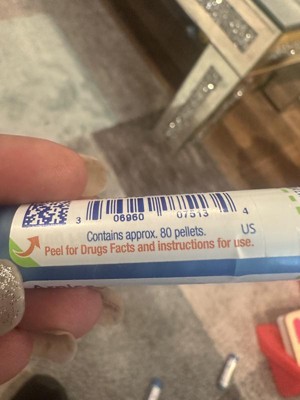 3 06960 07513 4
Contains approx. 80 pellets. US
Peel for Drugs Facts and instructions for use.